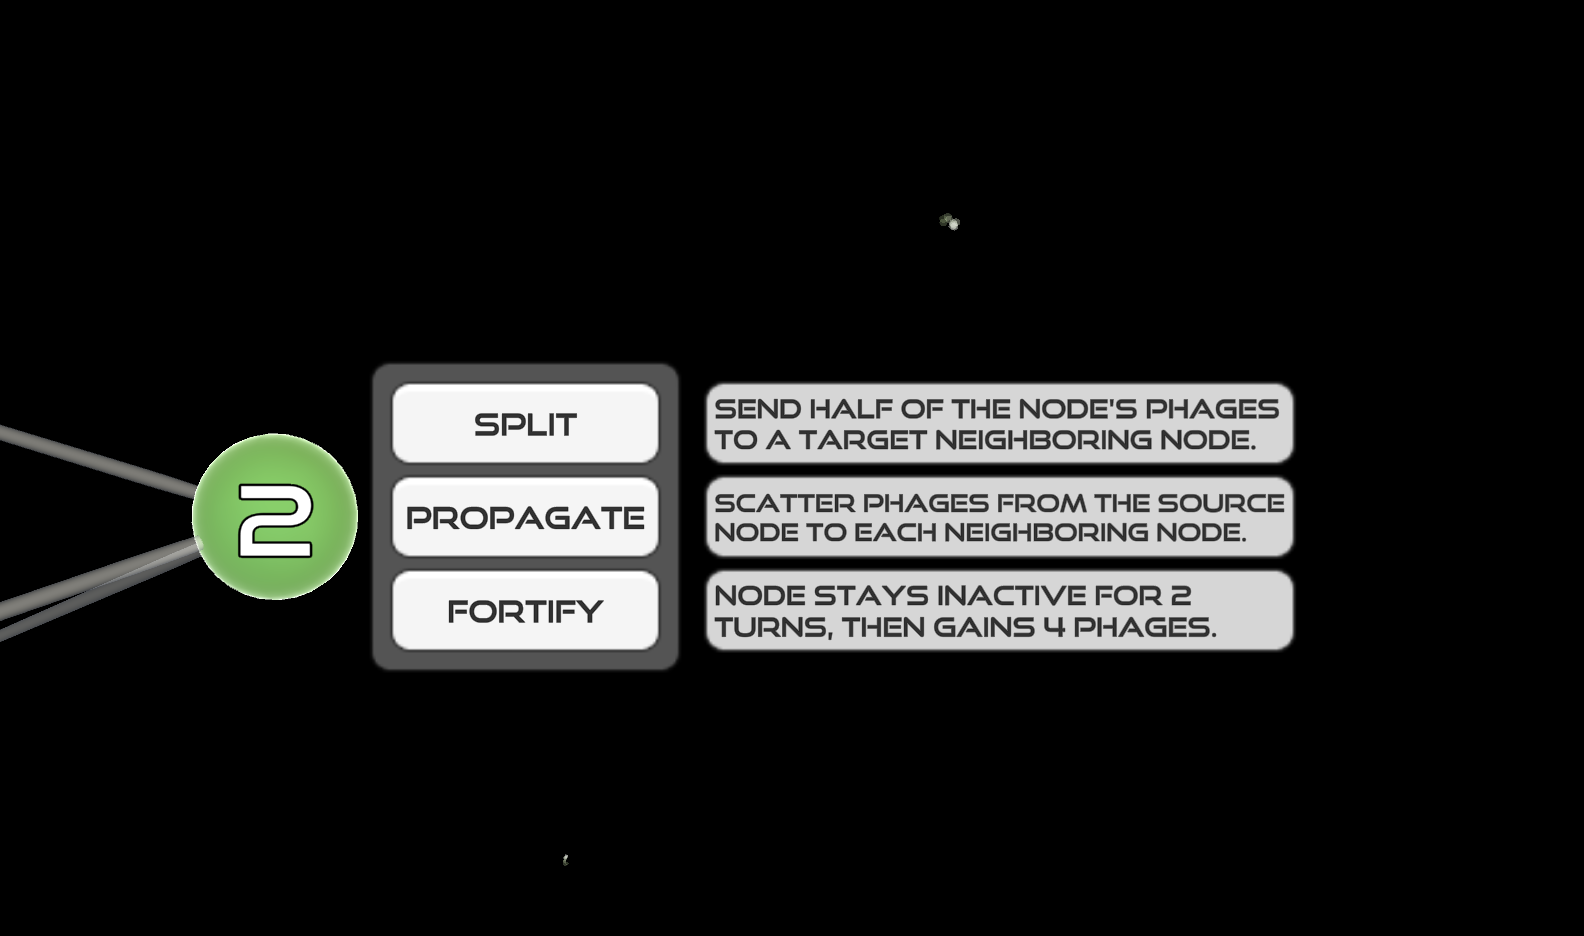 2
SPLIT
SEND HALF OF THE NODE'S PHAGES
TO A TARGET NEIGHBORING NODE.
PROPAGATE
SCATTER PHAGES FROM THE SOURCE
NODE TO EACH NEIGHBORING NODE.
FORTIFY
NODE STAYS INACTIVE FOR 2
TURNS, THEN GAINS 4 PHAGES.